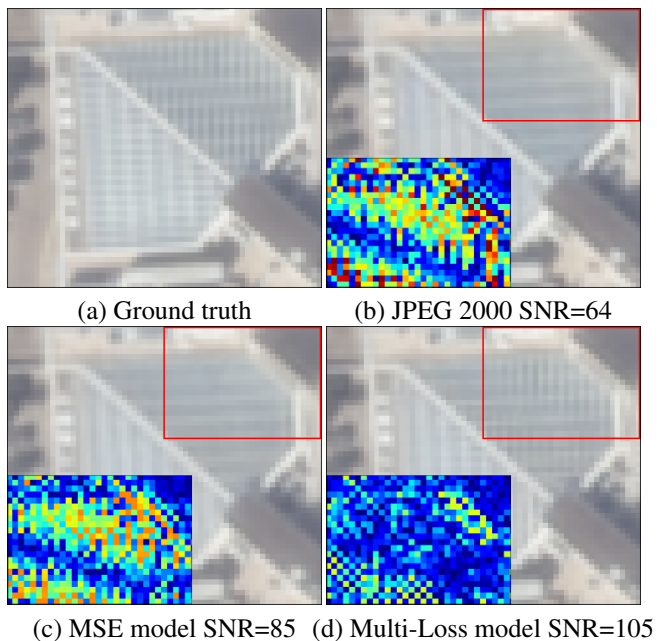 (a) Ground truth
(b) JPEG 2000 SNR=64
(c) MSE model SNR=85
(d) Multi-Loss model SNR=105